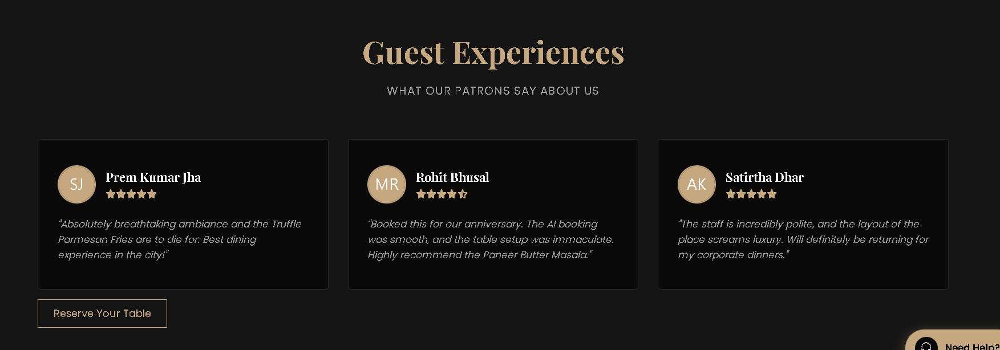 Guest Experiences
WHAT OUR PATRONS SAY ABOUT US
SJ
Prem Kumar Jha
"Absolutely breathtaking ambiance and the Truffle
Parmesan Fries are to die for. Best dining
experience in the city!"
MR
Rohit Bhusal
"Booked this for our anniversary. The AI booking
was smooth, and the table setup was immaculate.
Highly recommend the Paneer Butter Masala."
AK
Satirtha Dhar
"The staff is incredibly polite, and the layout of the
place screams luxury. Will definitely be returning for
my corporate dinners."
Reserve Your Table
Need Help?